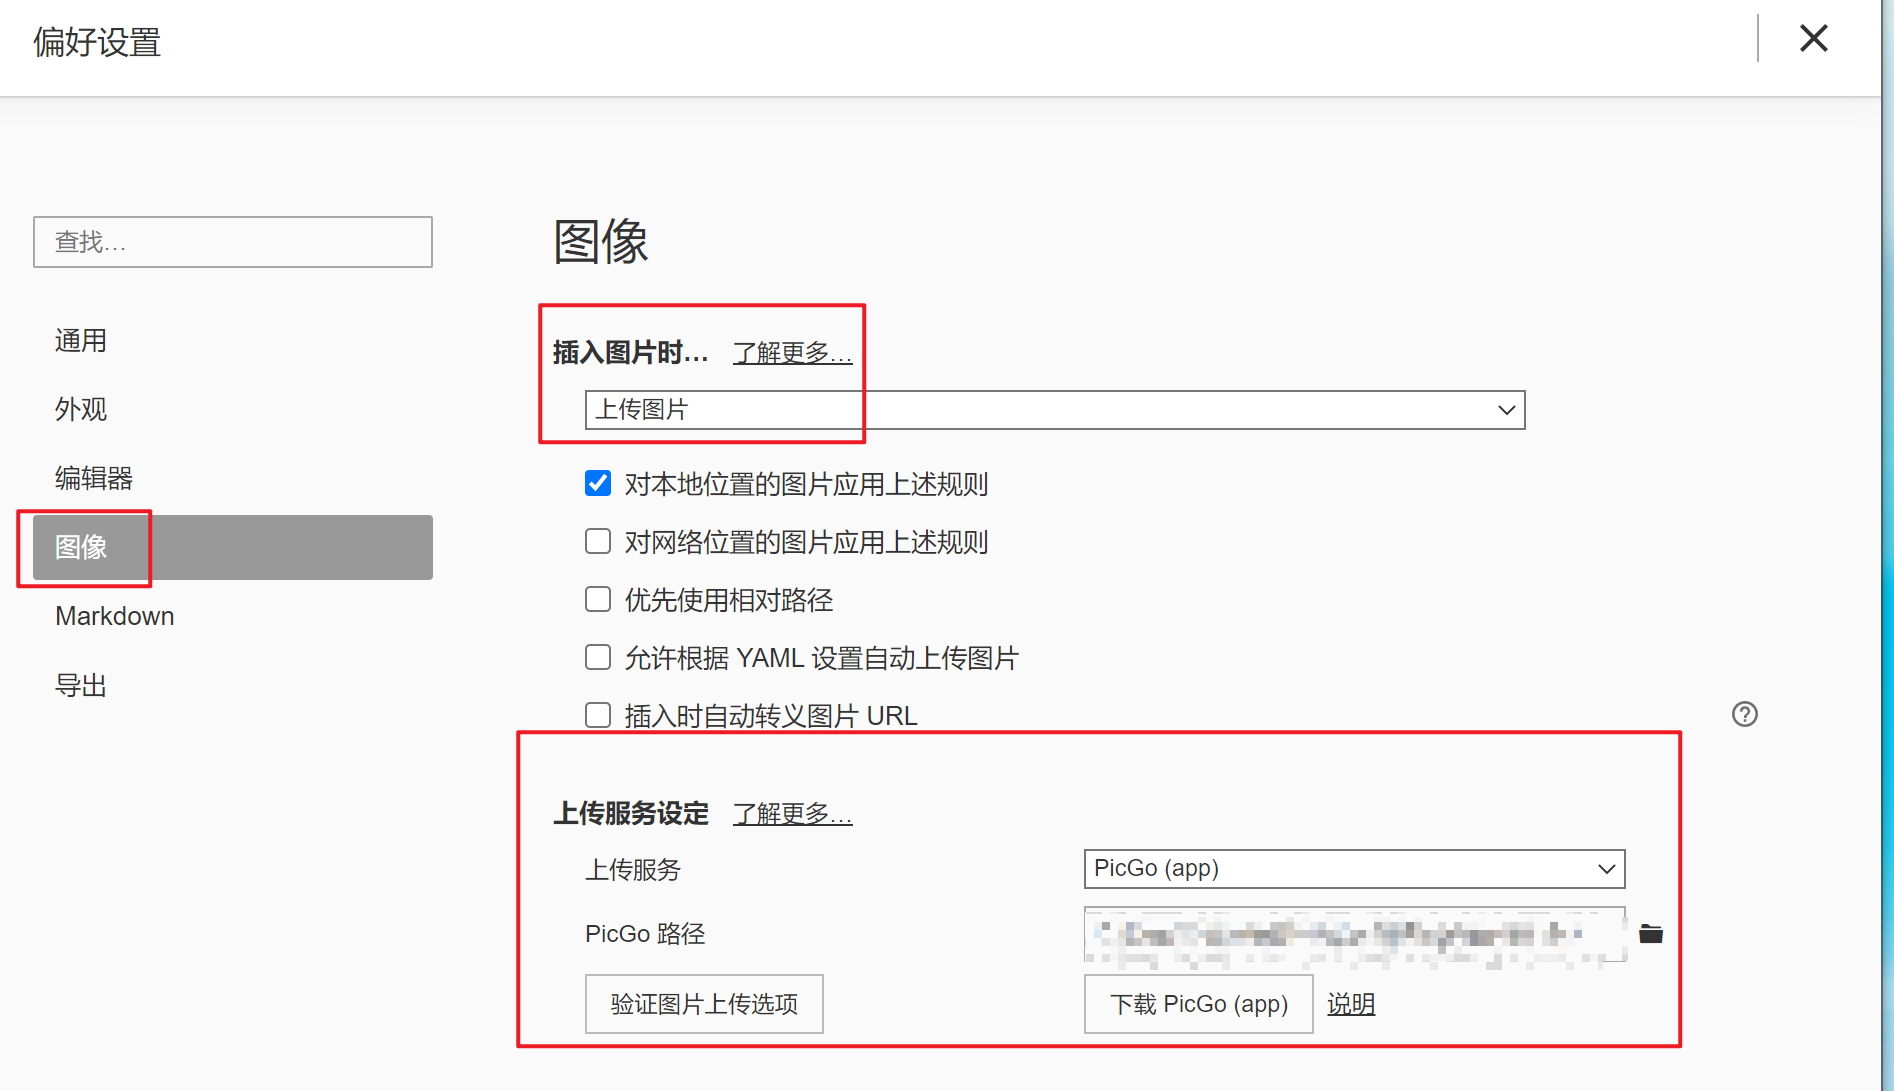 偏好设置
查找…
通用
外观
编辑器
图像
Markdown
导出
图像
插入图片时… 了解更多…
上传图片
对本地位置的图片应用上述规则
对网络位置的图片应用上述规则
优先使用相对路径
允许根据 YAML 设置自动上传图片
插入时自动转义图片 URL
上传服务设定 了解更多…
上传服务 PicGo (app)
PicGo 路径
验证图片上传选项 下载 PicGo (app) 说明